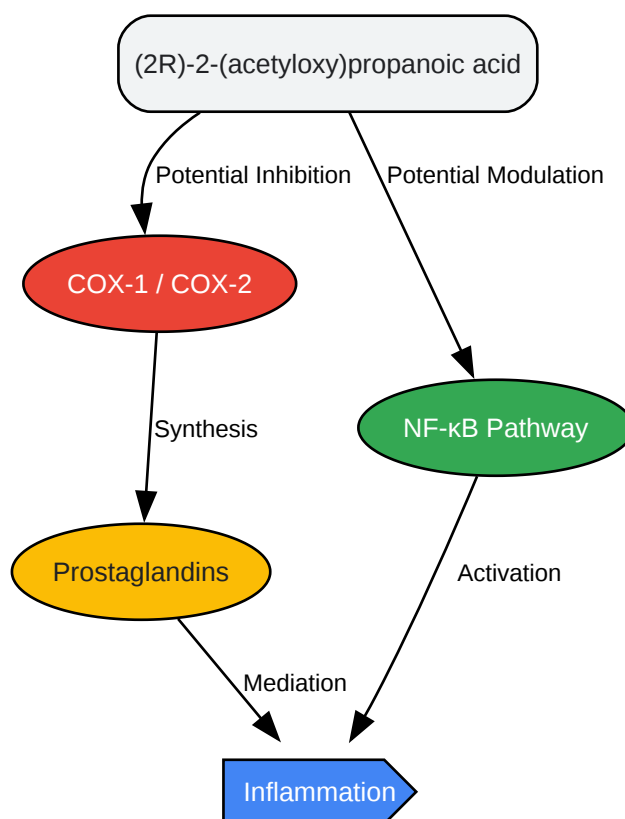 (2R)-2-(acetyloxy)propanoic acid
Potential Inhibition
Potential Modulation
COX-1 / COX-2
NF-κB Pathway
Synthesis
Prostaglandins
Activation
Mediation
Inflammation